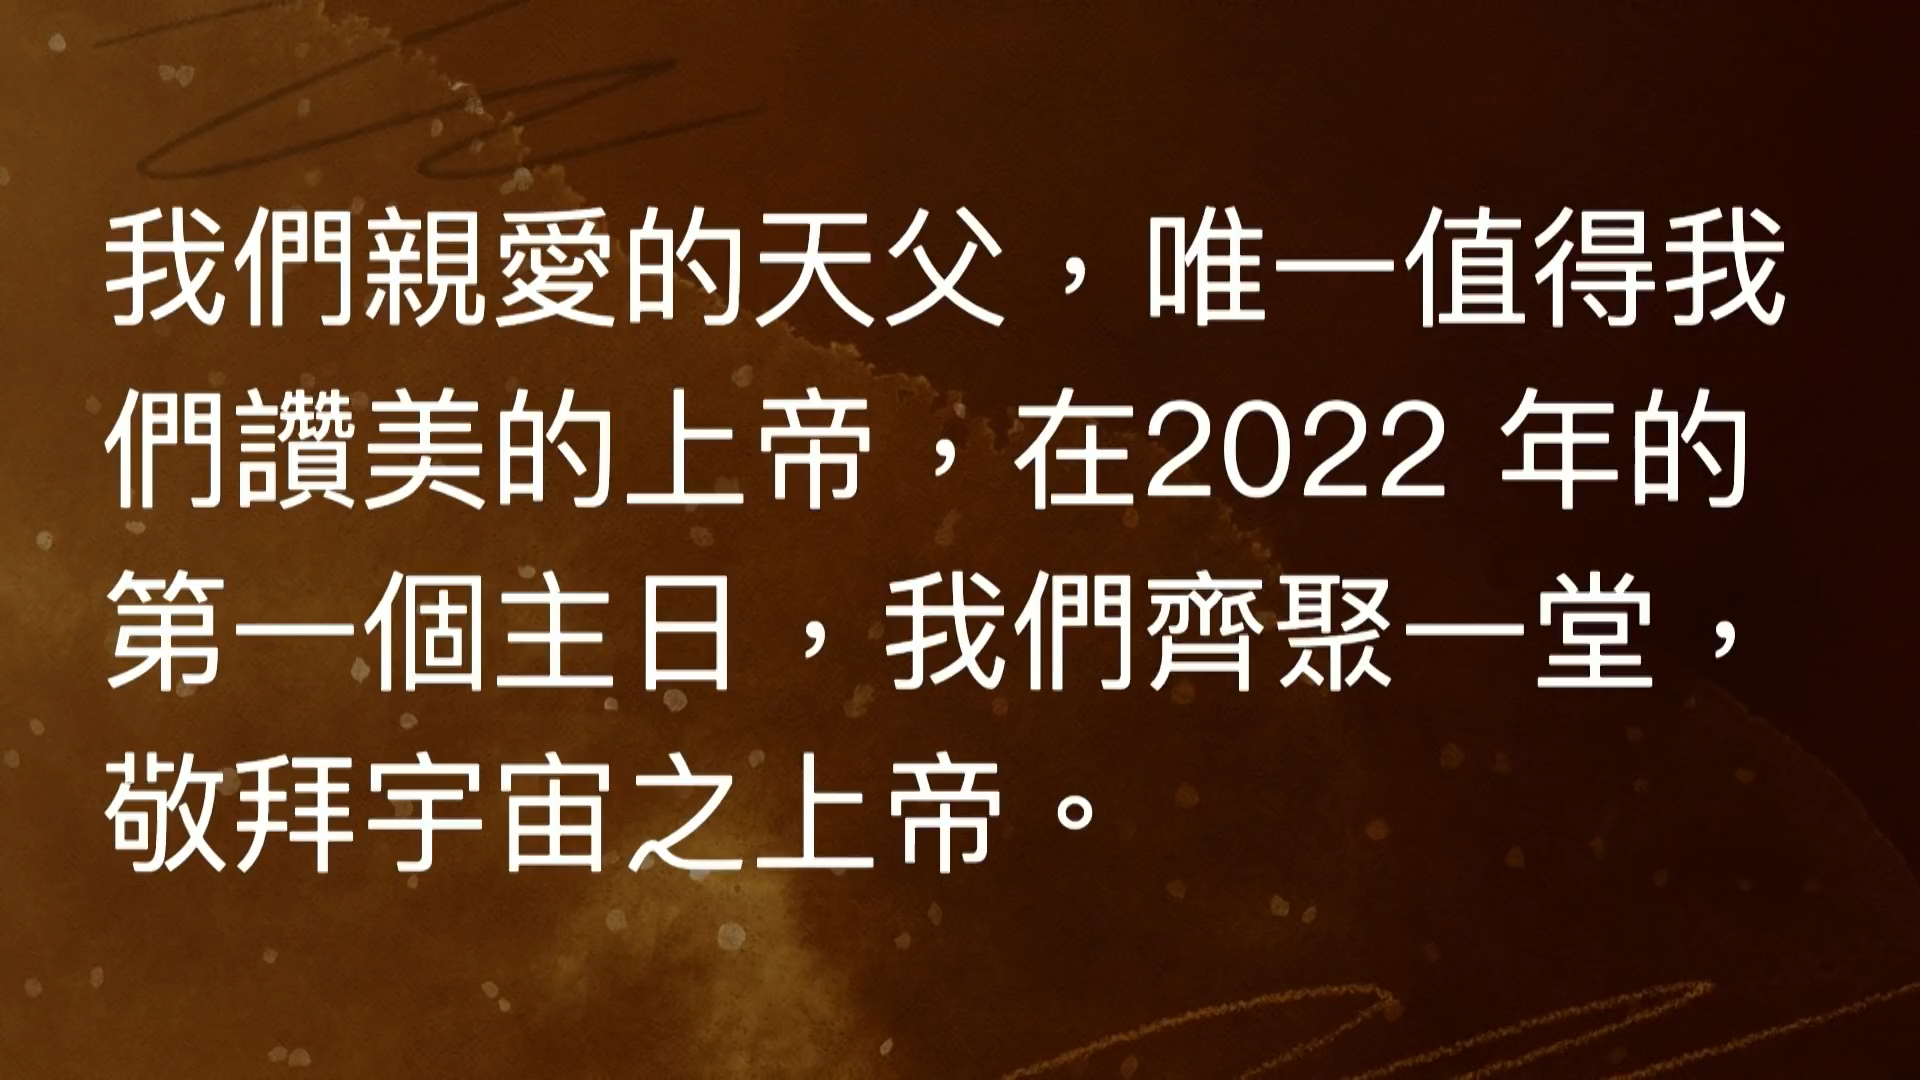 我們親愛的天父，唯一值得我
們讚美的上帝，在2022 年的
第一個主日，我們齊聚一堂，
敬拜宇宙之上帝。